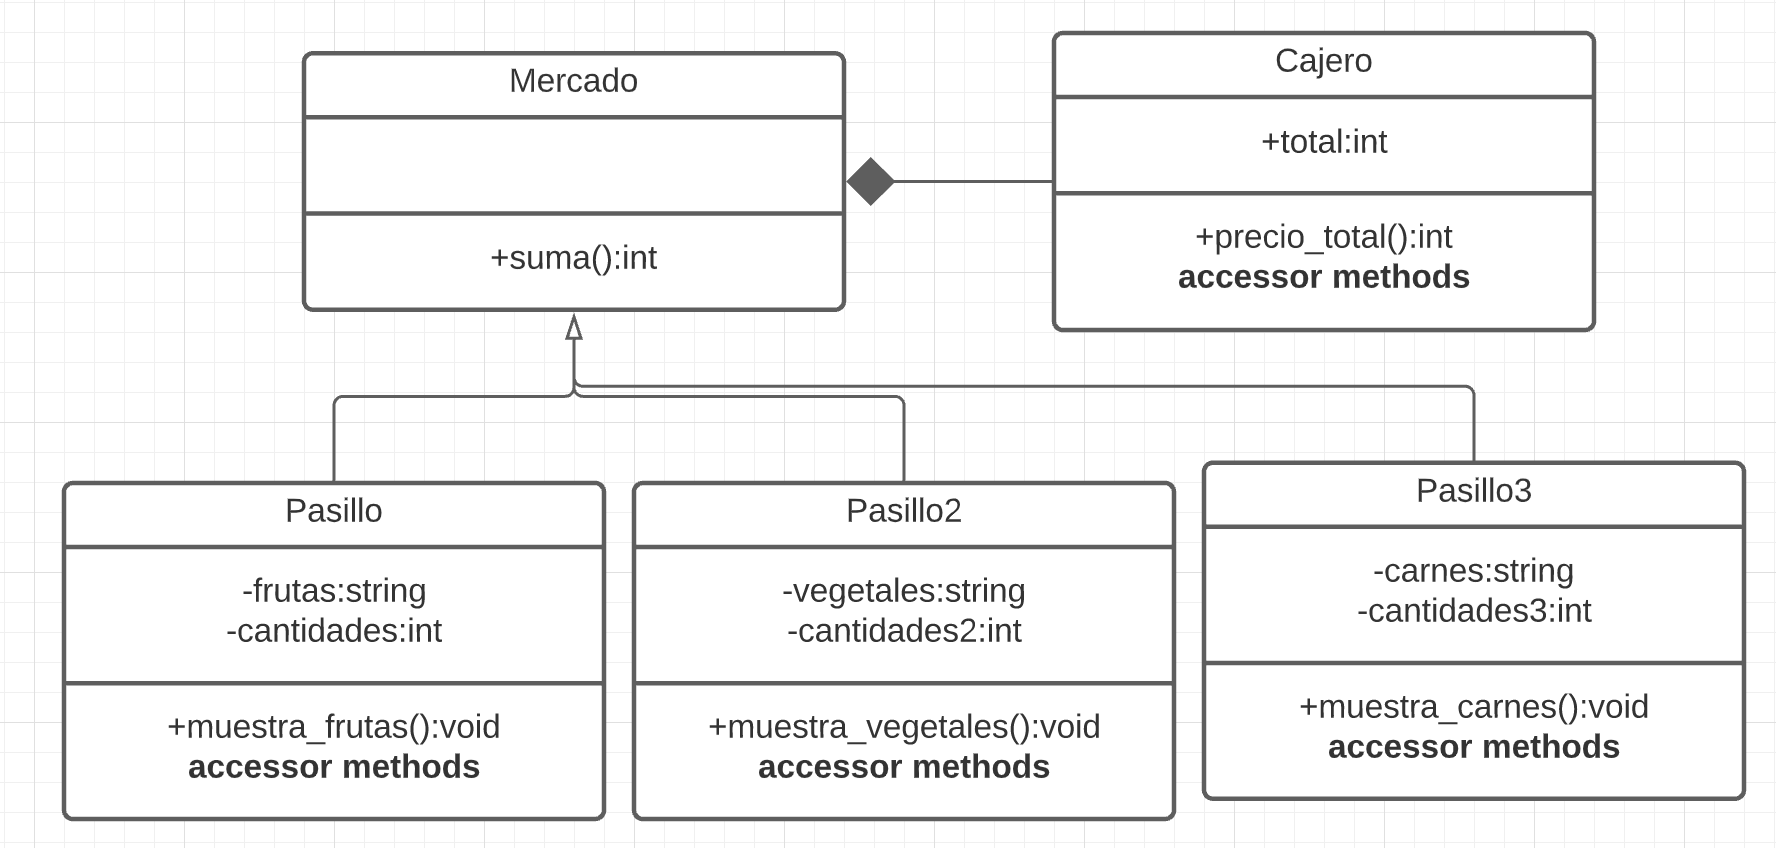 Mercado
+suma():int
Cajero
+total:int
+precio_total():int
accessor methods
Pasillo
-frutas:string
-cantidades:int
+muestra_frutas():void
accessor methods
Pasillo2
-vegetales:string
-cantidades2:int
+muestra_vegetales():void
accessor methods
Pasillo3
-carnes:string
-cantidades3:int
+muestra_carnes():void
accessor methods